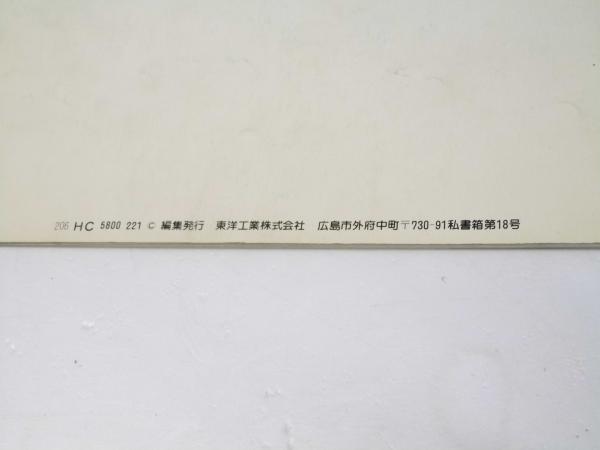 206 HC 5800 221 © 編集発行 東洋工業株式会社 広島市外府中町〒730-91私書箱第18号